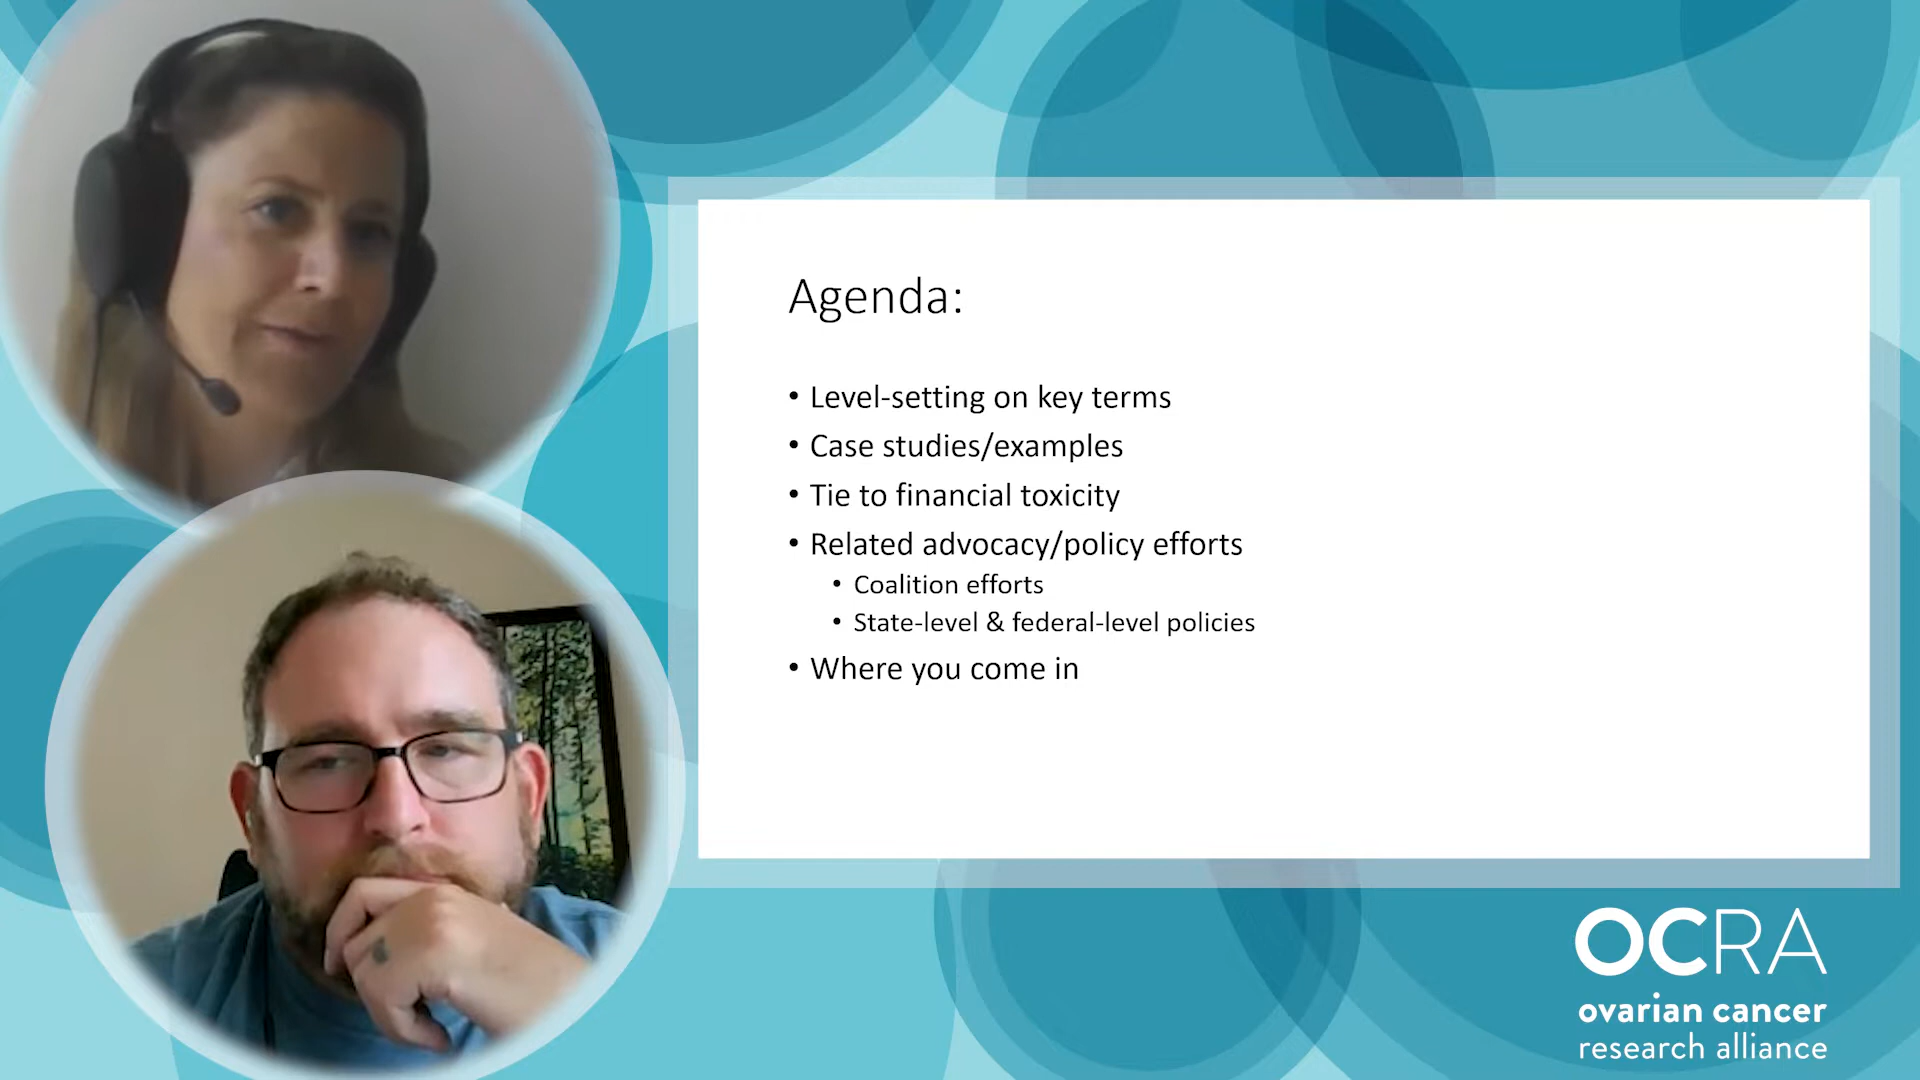 Agenda:
• Level-setting on key terms
• Case studies/examples
• Tie to financial toxicity
• Related advocacy/policy efforts
• Coalition efforts
• State-level & federal-level policies
• Where you come in
OCRA
ovarian cancer
research alliance